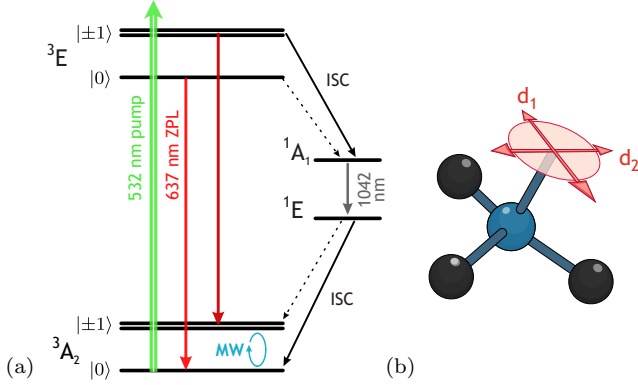 |±1⟩
³E
|0⟩
ISC
532 nm pump
637 nm ZPL
¹A₁
1042
nm
¹E
ISC
|±1⟩
³A₂
MW
|0⟩
(a)
d₁
d₂
(b)